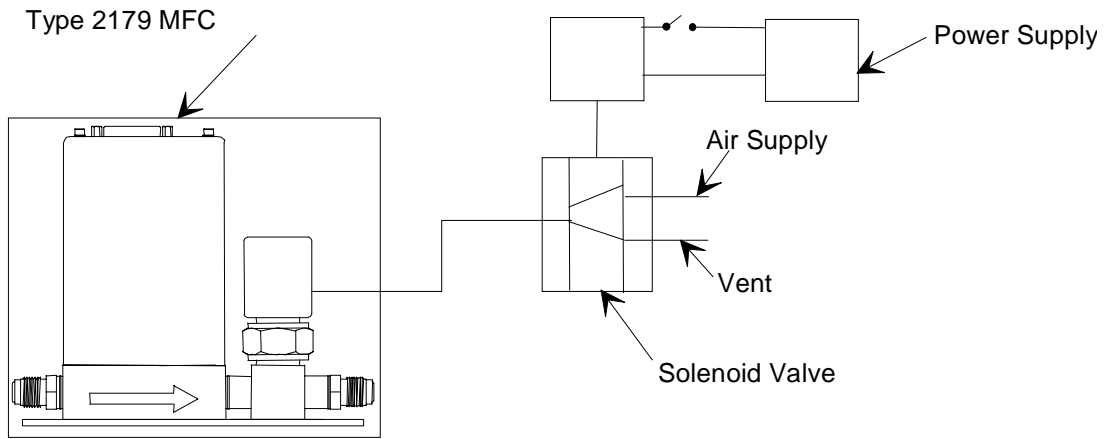 Type 2179 MFC
Power Supply
Air Supply
Vent
Solenoid Valve